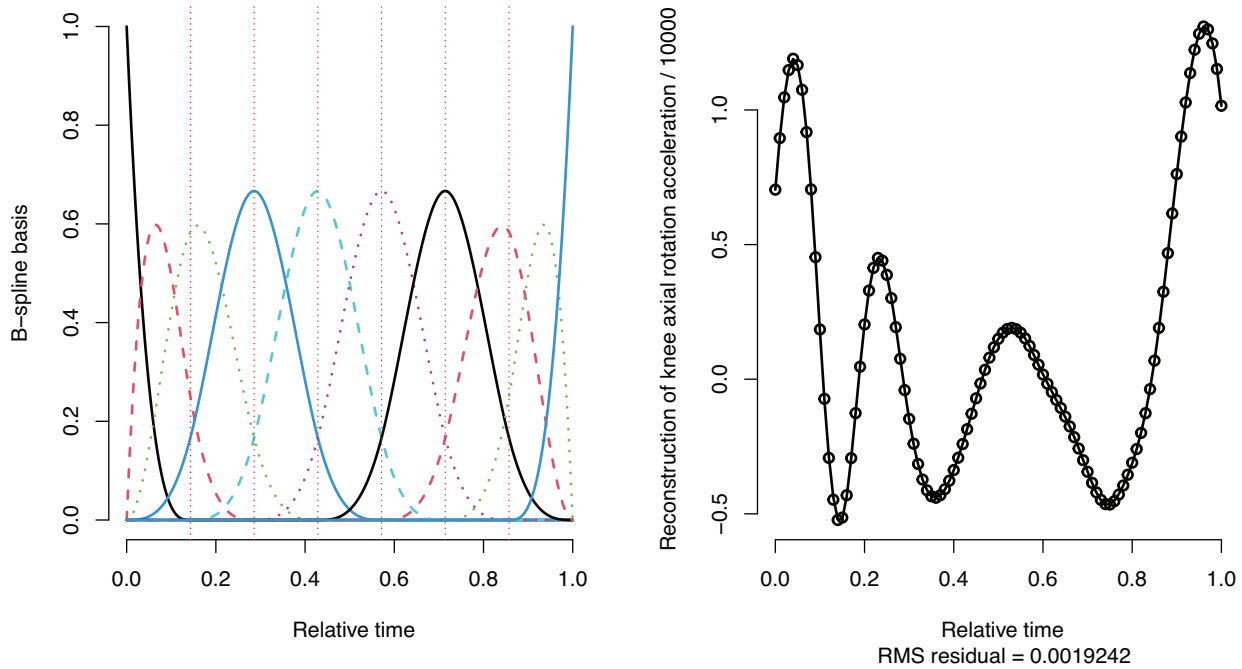 B−spline basis
1.0
0.8
0.6
0.4
0.2
0.0
0.0 0.2 0.4 0.6 0.8 1.0
Relative time
Reconstruction of knee axial rotation acceleration / 10000
1.0
0.5
0.0
−0.5
0.0 0.2 0.4 0.6 0.8 1.0
Relative time
RMS residual = 0.0019242